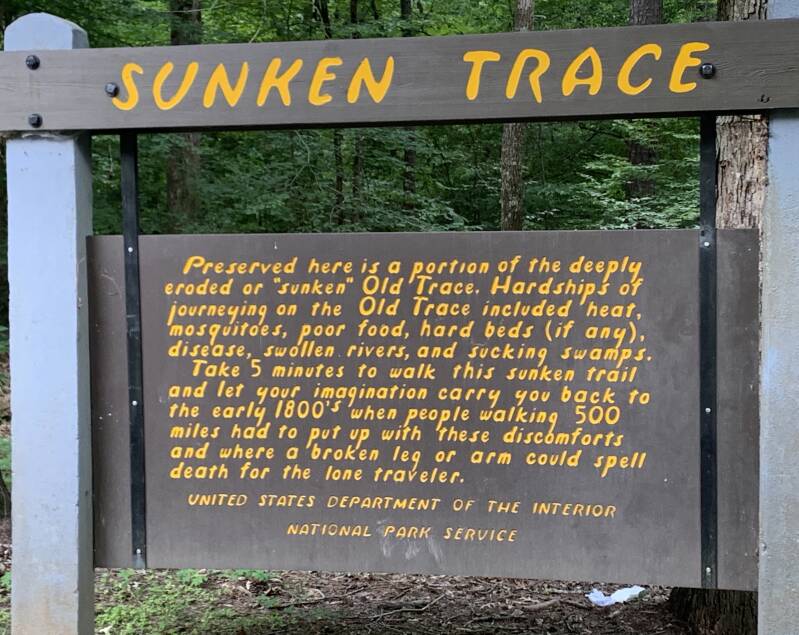 SUNKEN TRACE
Preserved here is a portion of the deeply
eroded or "sunken" Old Trace. Hardships of
journeying on the Old Trace included heat,
mosquitoes, poor food, hard beds (if any),
disease, swollen rivers, and sucking swamps.
Take 5 minutes to walk this sunken trail
and let your imagination carry you back to
the early 1800's when people walking 500
miles had to put up with these discomforts
and where a broken leg or arm could spell
death for the lone traveler.
UNITED STATES DEPARTMENT OF THE INTERIOR
NATIONAL PARK SERVICE